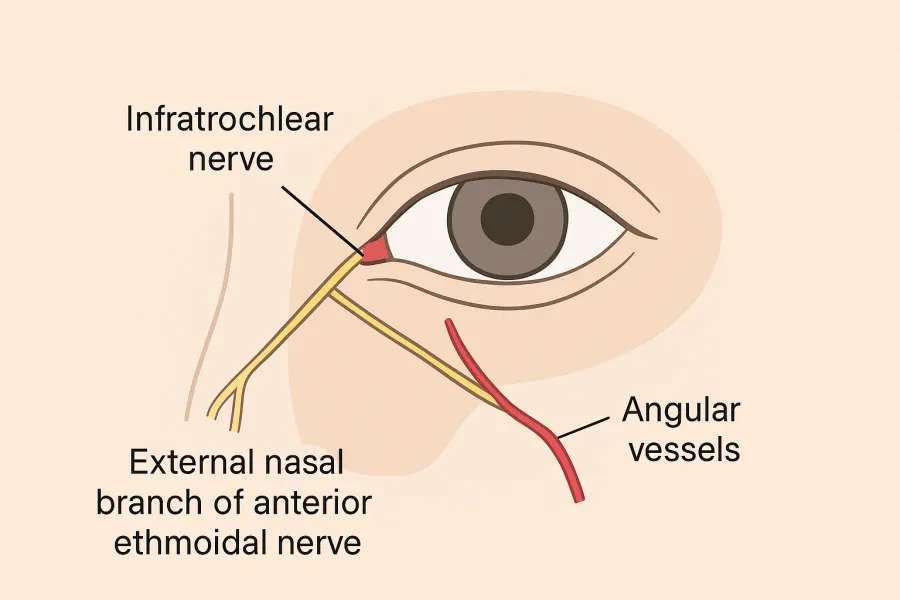 Infratrochlear
nerve
Angular
vessels
External nasal
branch of anterior
ethmoidal nerve